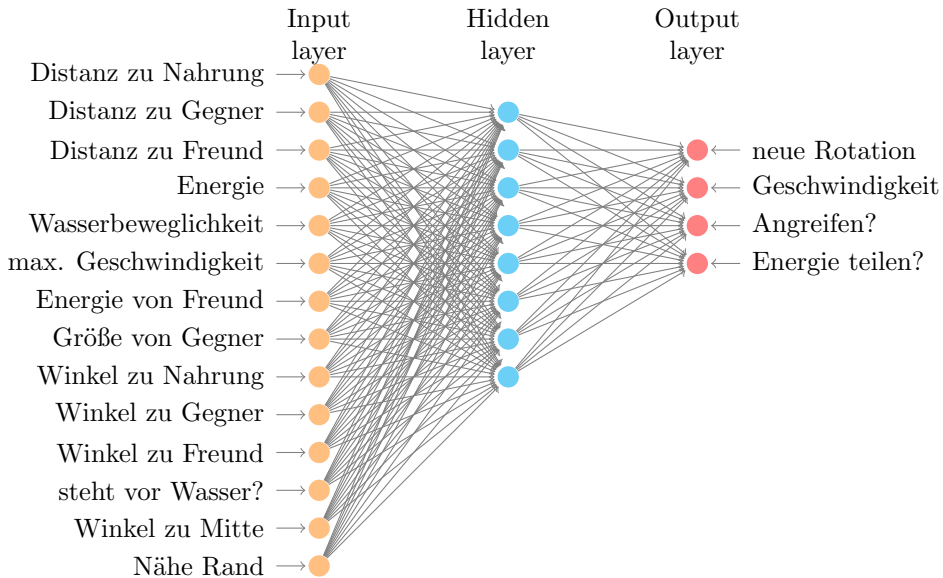 Input
layer
Hidden
layer
Output
layer
Distanz zu Nahrung
Distanz zu Gegner
Distanz zu Freund
Energie
Wasserbeweglichkeit
max. Geschwindigkeit
Energie von Freund
Größe von Gegner
Winkel zu Nahrung
Winkel zu Gegner
Winkel zu Freund
steht vor Wasser?
Winkel zu Mitte
Nähe Rand
neue Rotation
Geschwindigkeit
Angreifen?
Energie teilen?